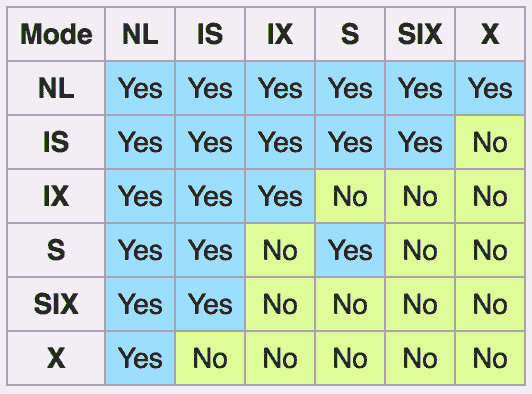 Mode NL IS IX S SIX X
NL Yes Yes Yes Yes Yes Yes
IS Yes Yes Yes Yes Yes No
IX Yes Yes Yes No No No
S Yes Yes No Yes No No
SIX Yes Yes No No No No
X Yes No No No No No